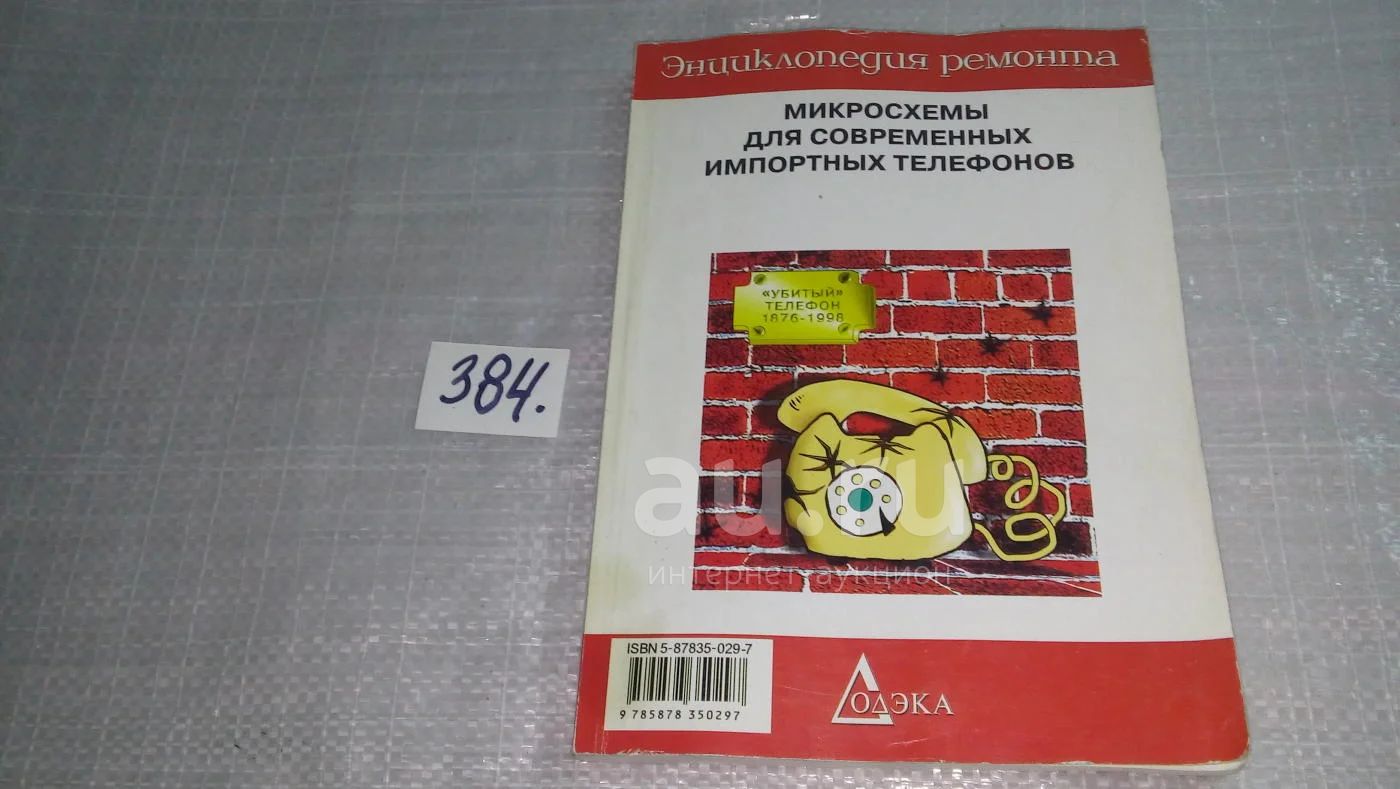 Энциклопедия ремонта
МИКРОСХЕМЫ
ДЛЯ СОВРЕМЕННЫХ
ИМПОРТНЫХ ТЕЛЕФОНОВ
«УБИТЫЙ»
ТЕЛЕФОН
1876-1998
384.
au.ru
интернет-аукцион
ISBN 5-87835-029-7
9 785878 350297
ДОДЭКА